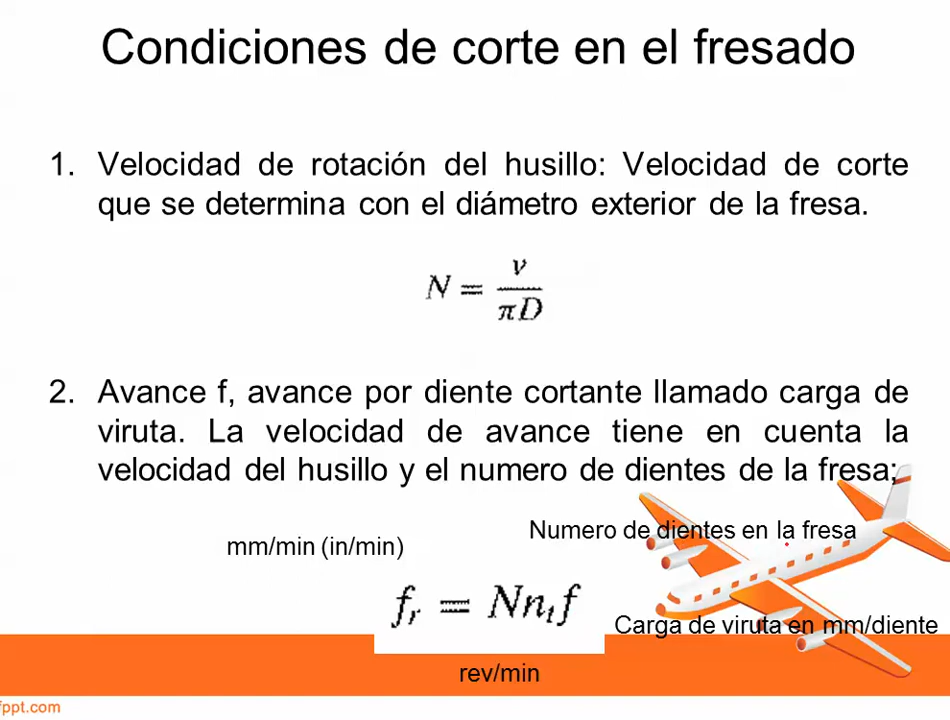 Condiciones de corte en el fresado
1. Velocidad de rotación del husillo: Velocidad de corte
que se determina con el diámetro exterior de la fresa.
N = v / πD
2. Avance f, avance por diente cortante llamado carga de
viruta. La velocidad de avance tiene en cuenta la
velocidad del husillo y el numero de dientes de la fresa;
Numero de dientes en la fresa
mm/min (in/min)
fᵣ = Nnₜf
Carga de viruta en mm/diente
rev/min
fppt.com